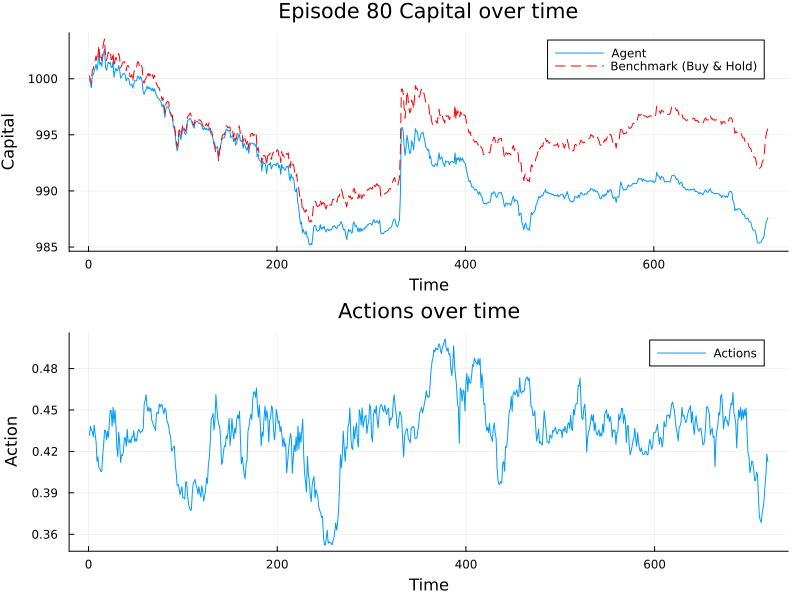 Episode 80 Capital over time
Agent
Benchmark (Buy & Hold)
1000
995
990
985
Capital
0
200
400
600
Time
Actions over time
Actions
0.48
0.45
0.42
0.39
0.36
Action
0
200
400
600
Time